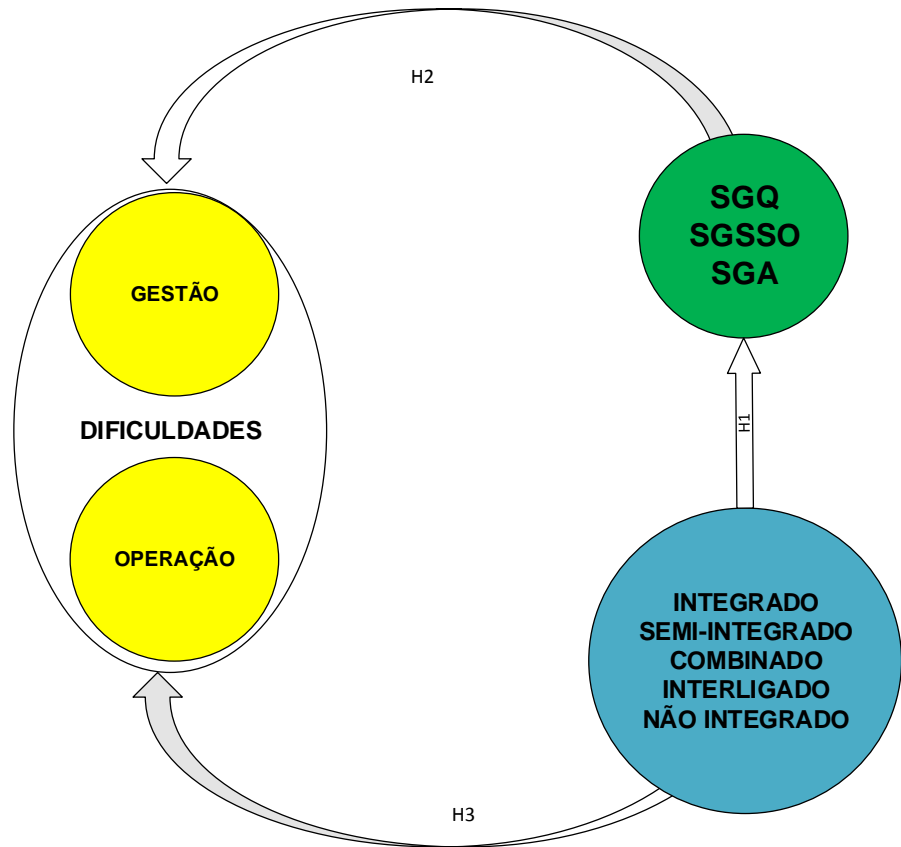 H2
SGQ
SGSSO
SGA
GESTÃO
DIFICULDADES
OPERAÇÃO
H1
INTEGRADO
SEMI-INTEGRADO
COMBINADO
INTERLIGADO
NÃO INTEGRADO
H3